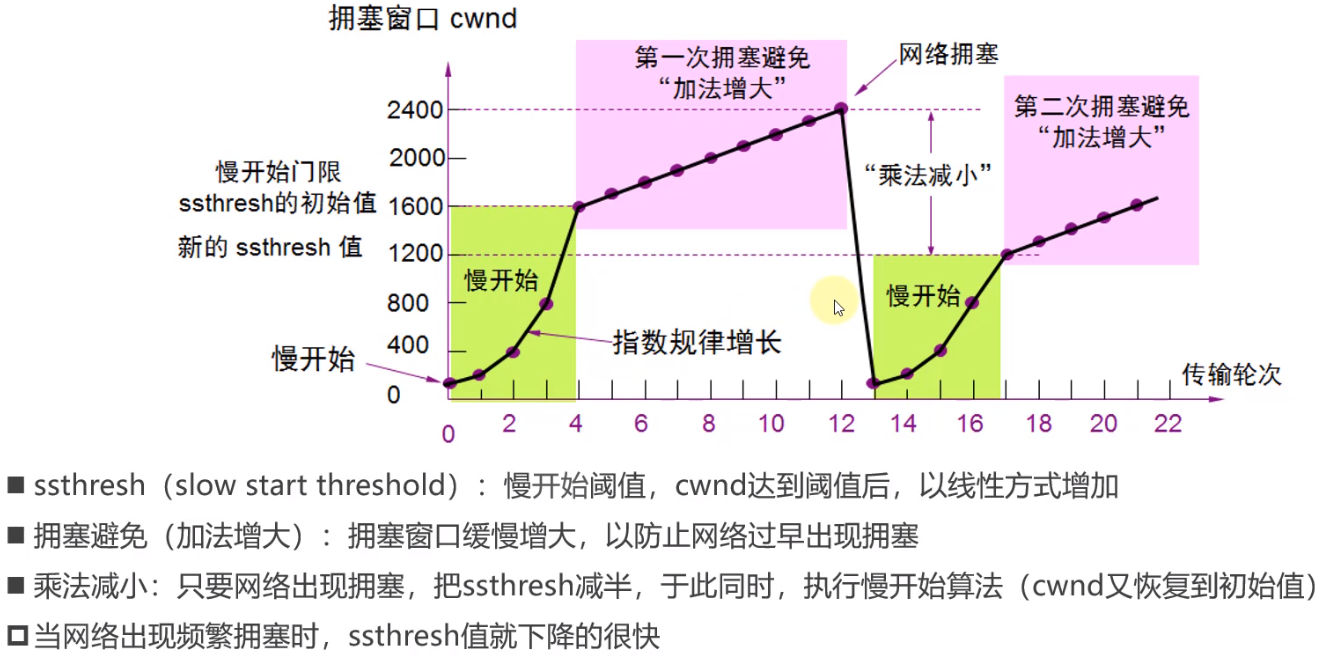 拥塞窗口 cwnd
第一次拥塞避免
“加法增大”
网络拥塞
第二次拥塞避免
“加法增大”
2400
2000
慢开始门限
ssthresh的初始值
1600
“乘法减小”
新的 ssthresh 值
1200
慢开始
慢开始
800
指数规律增长
400
慢开始
0
传输轮次
0
2
4
6
8
10
12
14
16
18
20
22
■ ssthresh（slow start threshold）：慢开始阈值，cwnd达到阈值后，以线性方式增加
■ 拥塞避免（加法增大）：拥塞窗口缓慢增大，以防止网络过早出现拥塞
■ 乘法减小：只要网络出现拥塞，把ssthresh减半，于此同时，执行慢开始算法（cwnd又恢复到初始值）
□ 当网络出现频繁拥塞时，ssthresh值就下降的很快